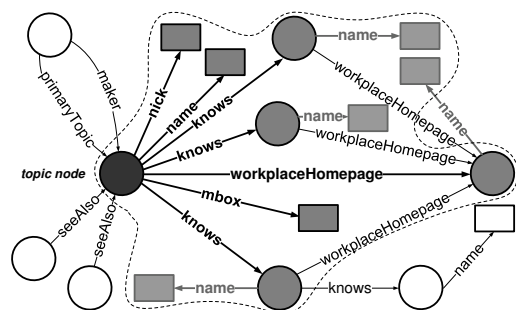 name
workplaceHomepage
maker
primaryTopic
nick
name
knows
name
name
knows
workplaceHomepage
topic node
workplaceHomepage
mbox
seeAlso
seeAlso
knows
workplaceHomepage
name
name
knows